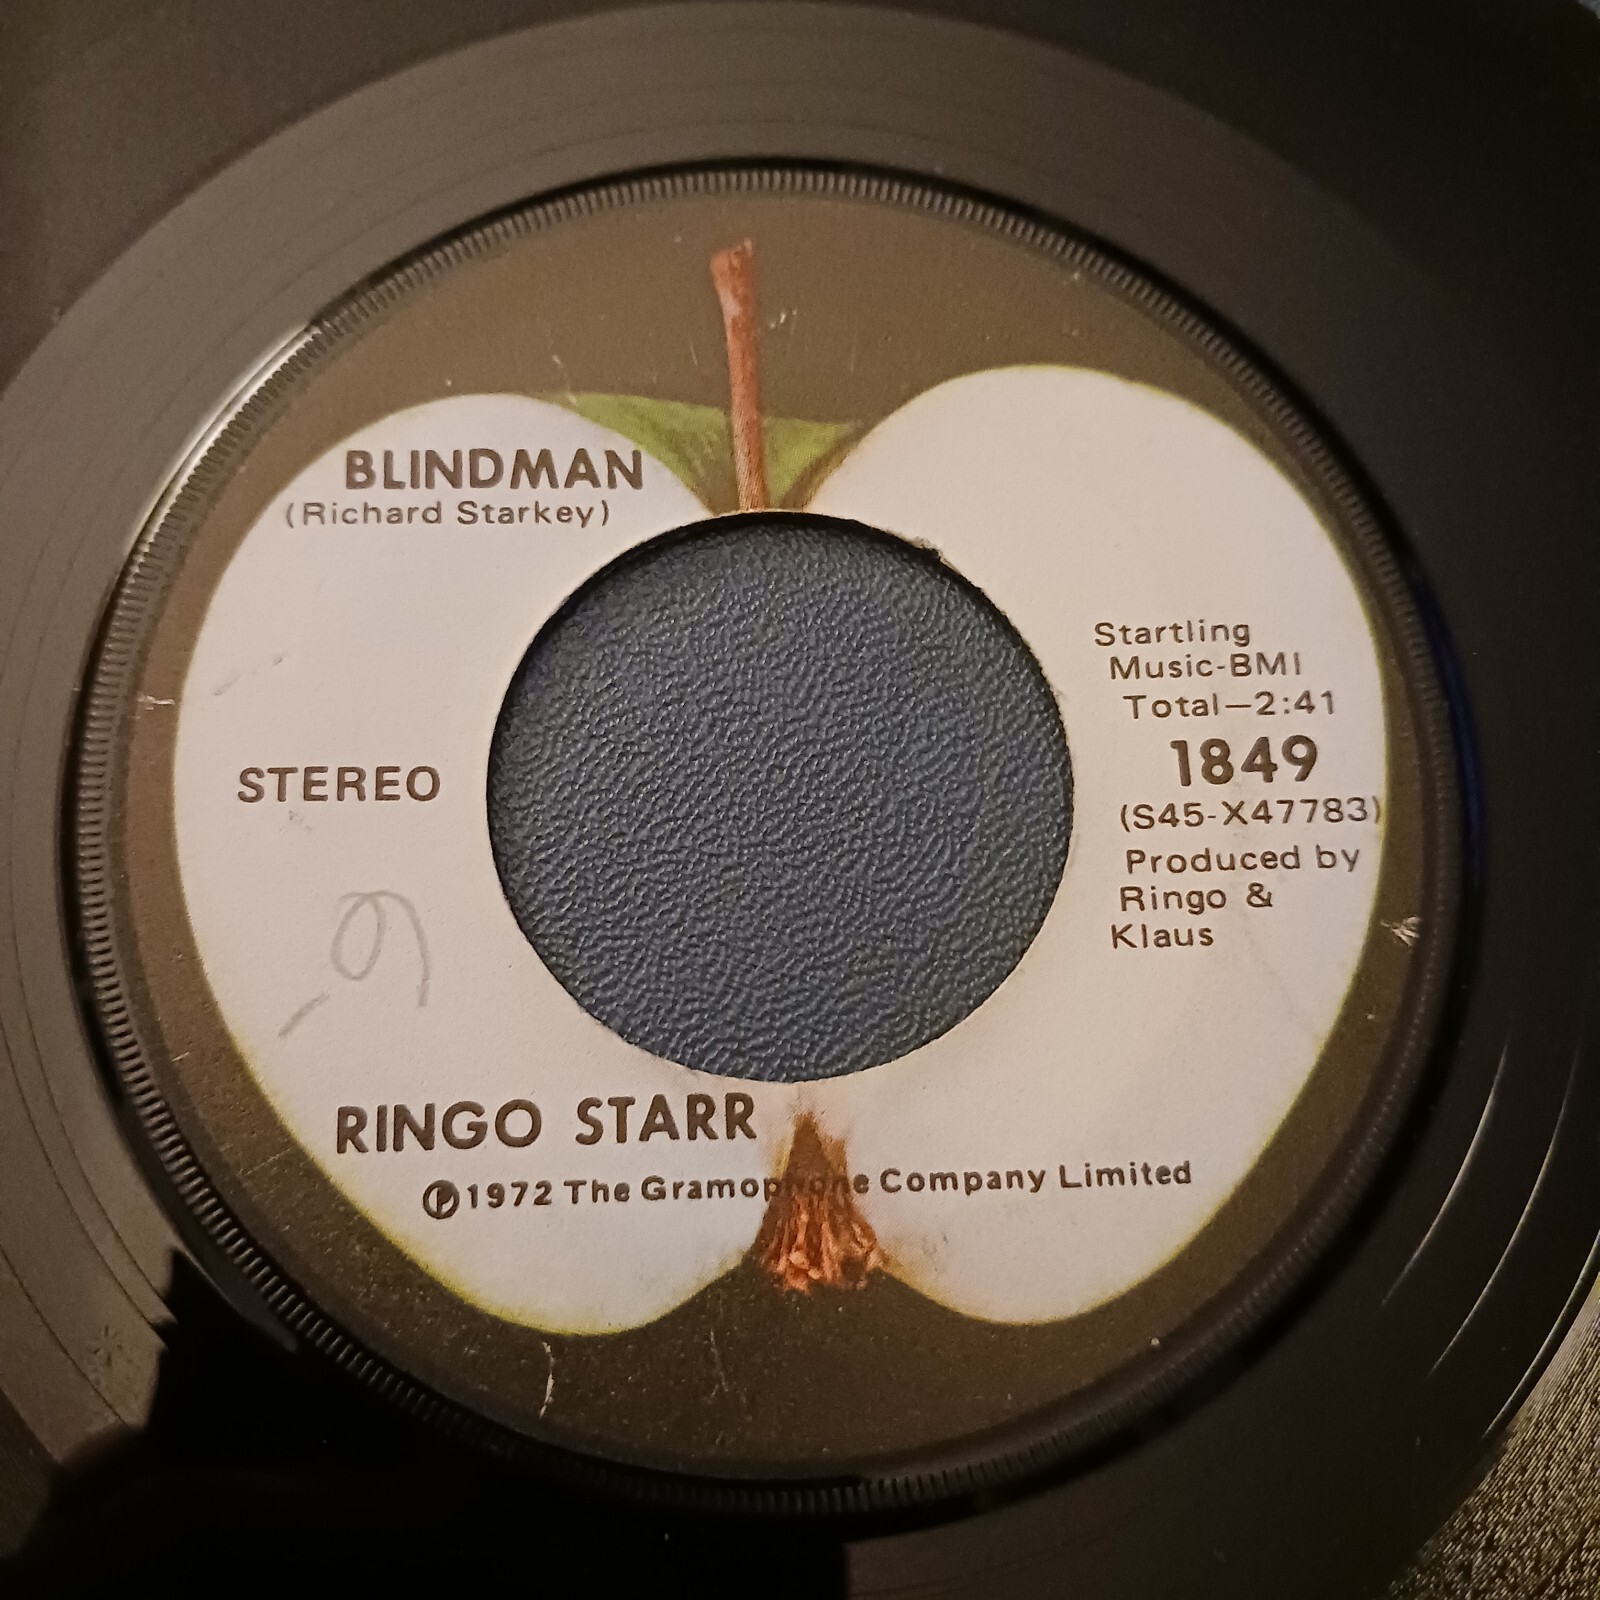 BLINDMAN
(Richard Starkey)
Startling
Music-BMI
Total—2:41
1849
(S45-X47783)
Produced by
Ringo &
Klaus
STEREO
RINGO STARR
℗1972 The Gramophone Company Limited